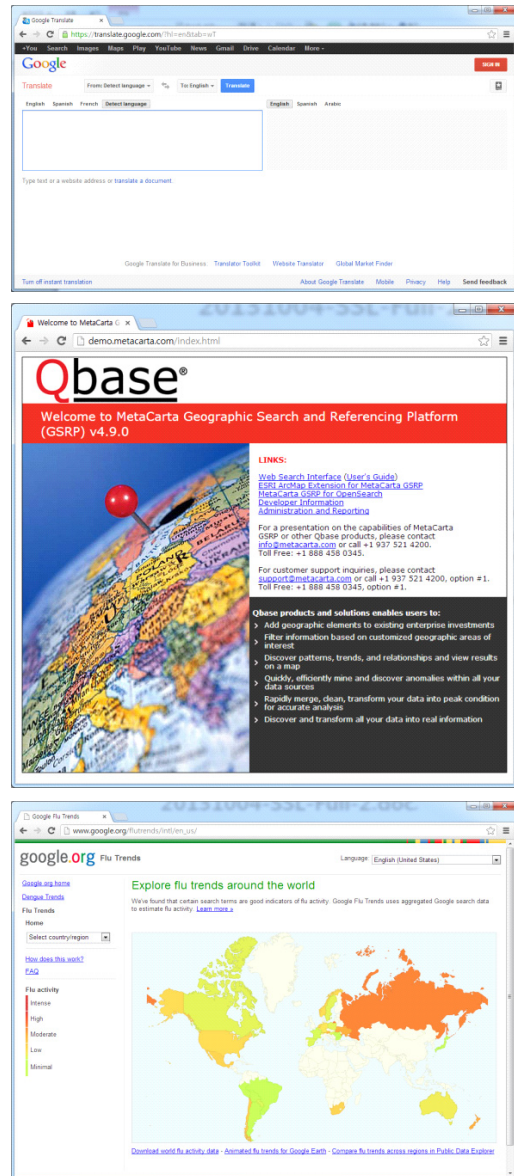 Google Translate
https://translate.google.com/?hl=en&tab=wT
+You Search Images Maps Play YouTube News Gmail Drive Calendar More
Google
SIGN IN
Translate From: Detect language To: English Translate
English Spanish French Detect language English Spanish Arabic
Type text or a website address or translate a document.
Google Translate for Business: Translator Toolkit Website Translator Global Market Finder
Turn off instant translation About Google Translate Mobile Privacy Help Send feedback
Welcome to MetaCarta G
demo.metacarta.com/index.html
Qbase®
Welcome to MetaCarta Geographic Search and Referencing Platform
(GSRP) v4.9.0
LINKS:
Web Search Interface (User's Guide)
ESRI ArcMap Extension for MetaCarta GSRP
MetaCarta GSRP for OpenSearch
Developer Information
Administration and Reporting
For a presentation on the capabilities of MetaCarta
GSRP or other Qbase products, please contact
info@metacarta.com or call +1 937 521 4200.
Toll Free: +1 888 458 0345.
For customer support inquiries, please contact
support@metacarta.com or call +1 937 521 4200, option #1.
Toll Free: +1 888 458 0345, option #1.
POLAND
BELARUS
UKRAINE
Qbase products and solutions enables users to:
Add geographic elements to existing enterprise investments
Filter information based on customized geographic areas of
interest
Discover patterns, trends, and relationships and view results
on a map
Quickly, efficiently mine and discover anomalies within all your
data sources
Rapidly merge, clean, transform your data into peak condition
for accurate analysis
Discover and transform all your data into real information
20131004-SSL-Full-2.doc
Google Flu Trends
www.google.org/flutrends/intl/en_us/
google.org Flu Trends
Language: English (United States)
Google.org home
Dengue Trends
Flu Trends
Home
Select country/region
How does this work?
FAQ
Flu activity
Intense
High
Moderate
Low
Minimal
Explore flu trends around the world
We've found that certain search terms are good indicators of flu activity. Google Flu Trends uses aggregated Google search data
to estimate flu activity. Learn more »
Download world flu activity data - Animated flu trends for Google Earth - Compare flu trends across regions in Public Data Explorer